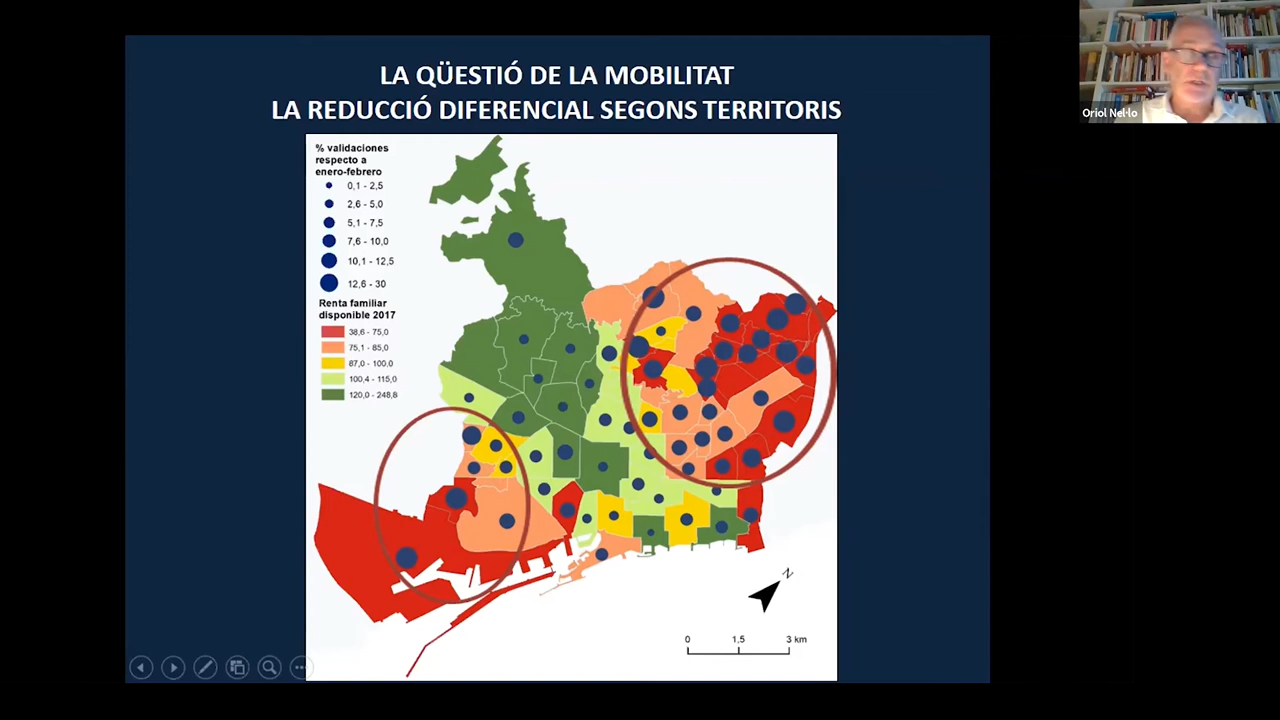 LA QÜESTIÓ DE LA MOBILITAT
LA REDUCCIÓ DIFERENCIAL SEGONS TERRITORIS
% validaciones
respecto a
enero-febrero
0,1 - 2,5
2,6 - 5,0
5,1 - 7,5
7,6 - 10,0
10,1 - 12,5
12,6 - 30
Renta familiar
disponible 2017
38,6 - 75,0
75,1 - 85,0
87,0 - 100,0
100,4 - 115,0
120,0 - 248,8
N
0 1,5 3 km
Oriol Nel·lo